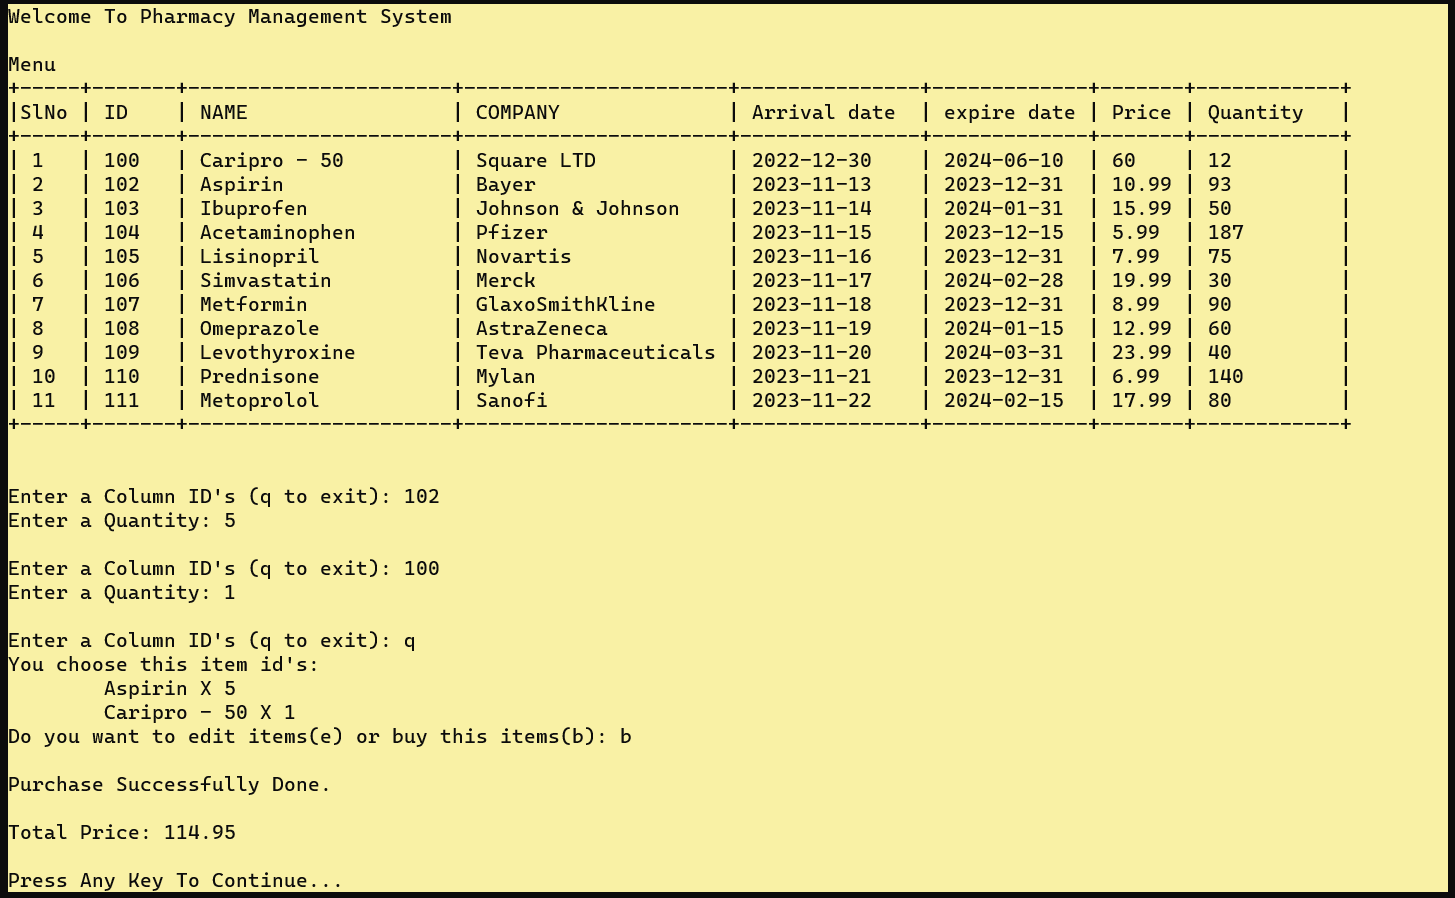 Welcome To Pharmacy Management System
Menu
+-----+-------+----------------------+----------------------+---------------+-------------+-------+------------+
|SlNo | ID    | NAME                 | COMPANY              | Arrival date  | expire date | Price | Quantity   |
+-----+-------+----------------------+----------------------+---------------+-------------+-------+------------+
| 1   | 100   | Caripro - 50         | Square LTD           | 2022-12-30    | 2024-06-10  | 60    | 12         |
| 2   | 102   | Aspirin              | Bayer                | 2023-11-13    | 2023-12-31  | 10.99 | 93         |
| 3   | 103   | Ibuprofen            | Johnson & Johnson    | 2023-11-14    | 2024-01-31  | 15.99 | 50         |
| 4   | 104   | Acetaminophen        | Pfizer               | 2023-11-15    | 2023-12-15  | 5.99  | 187        |
| 5   | 105   | Lisinopril           | Novartis             | 2023-11-16    | 2023-12-31  | 7.99  | 75         |
| 6   | 106   | Simvastatin          | Merck                | 2023-11-17    | 2024-02-28  | 19.99 | 30         |
| 7   | 107   | Metformin            | GlaxoSmithKline      | 2023-11-18    | 2023-12-31  | 8.99  | 90         |
| 8   | 108   | Omeprazole           | AstraZeneca          | 2023-11-19    | 2024-01-15  | 12.99 | 60         |
| 9   | 109   | Levothyroxine        | Teva Pharmaceuticals | 2023-11-20    | 2024-03-31  | 23.99 | 40         |
| 10  | 110   | Prednisone           | Mylan                | 2023-11-21    | 2023-12-31  | 6.99  | 140        |
| 11  | 111   | Metoprolol           | Sanofi               | 2023-11-22    | 2024-02-15  | 17.99 | 80         |
+-----+-------+----------------------+----------------------+---------------+-------------+-------+------------+
Enter a Column ID's (q to exit): 102
Enter a Quantity: 5
Enter a Column ID's (q to exit): 100
Enter a Quantity: 1
Enter a Column ID's (q to exit): q
You choose this item id's:
        Aspirin X 5
        Caripro - 50 X 1
Do you want to edit items(e) or buy this items(b): b
Purchase Successfully Done.
Total Price: 114.95
Press Any Key To Continue...